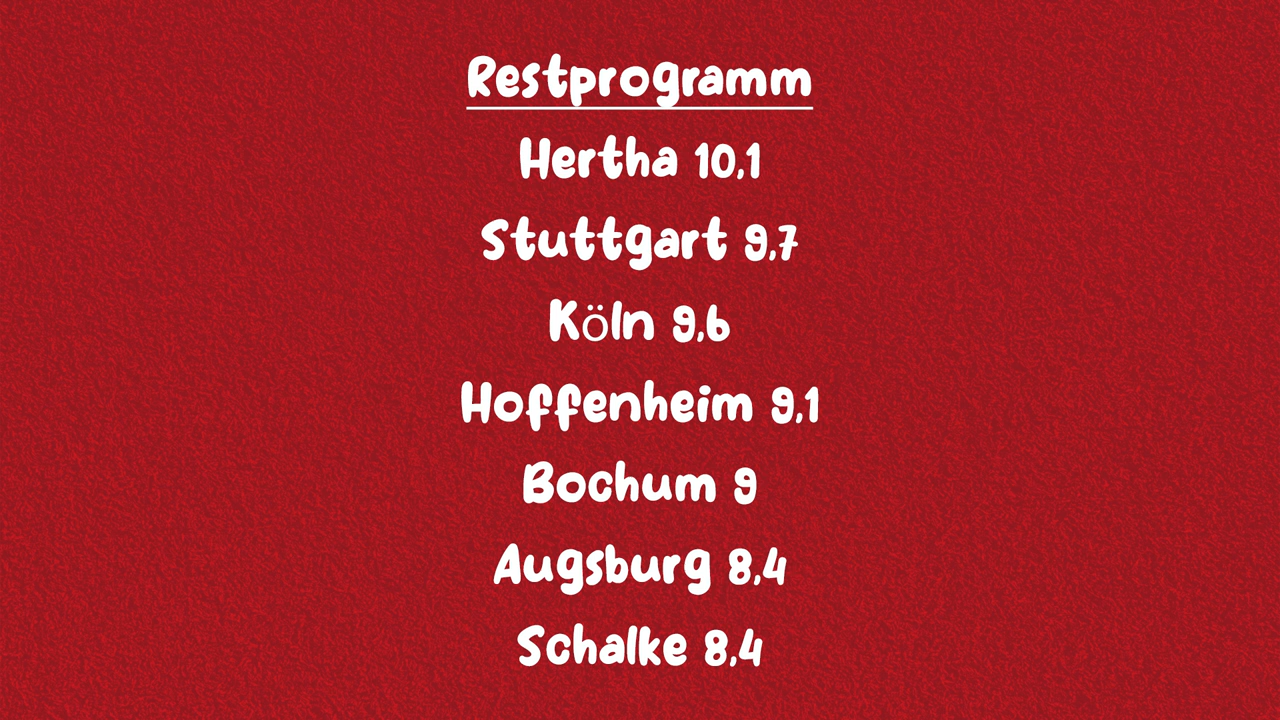 Restprogramm
Hertha 10,1
Stuttgart 9,7
Köln 9,6
Hoffenheim 9,1
Bochum 9
Augsburg 8,4
Schalke 8,4